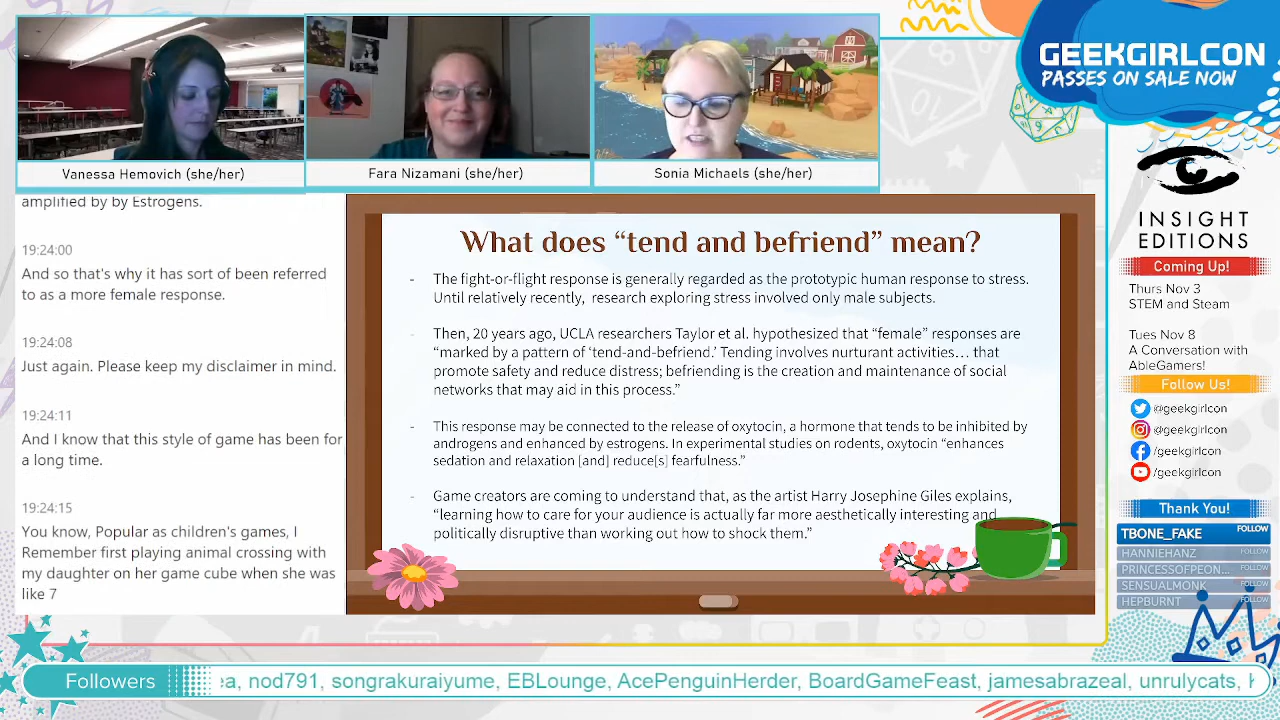 GEEKGIRLCON
PASSES ON SALE NOW
Vanessa Hemovich (she/her)
Fara Nizamani (she/her)
Sonia Michaels (she/her)
amplified by by Estrogens.
19:24:00
And so that's why it has sort of been referred
to as a more female response.
19:24:08
Just again. Please keep my disclaimer in mind.
19:24:11
And I know that this style of game has been for
a long time.
19:24:15
You know, Popular as children's games, I
Remember first playing animal crossing with
my daughter on her game cube when she was
like 7
What does “tend and befriend” mean?
- The fight-or-flight response is generally regarded as the prototypic human response to stress.
Until relatively recently, research exploring stress involved only male subjects.
- Then, 20 years ago, UCLA researchers Taylor et al. hypothesized that “female” responses are
“marked by a pattern of ‘tend-and-befriend.’ Tending involves nurturant activities… that
promote safety and reduce distress; befriending is the creation and maintenance of social
networks that may aid in this process.”
- This response may be connected to the release of oxytocin, a hormone that tends to be inhibited by
androgens and enhanced by estrogens. In experimental studies on rodents, oxytocin “enhances
sedation and relaxation [and] reduce[s] fearfulness.”
- Game creators are coming to understand that, as the artist Harry Josephine Giles explains,
“learning how to care for your audience is actually far more aesthetically interesting and
politically disruptive than working out how to shock them.”
INSIGHT
EDITIONS
Coming Up!
Thurs Nov 3
STEM and Steam
Tues Nov 8
A Conversation with
AbleGamers!
Follow Us!
@geekgirlcon
@geekgirlcon
/geekgirlcon
/geekgirlcon
Thank You!
TBONE_FAKE FOLLOW
HANNIEHANZ FOLLOW
PRINCESSOFPEON... FOLLOW
SENSUALMONK FOLLOW
HEPBURNT FOLLOW
Followers
ea, nod791, songrakuraiyume, EBLounge, AcePenguinHerder, BoardGameFeast, jamesabrazeal, unrulycats,